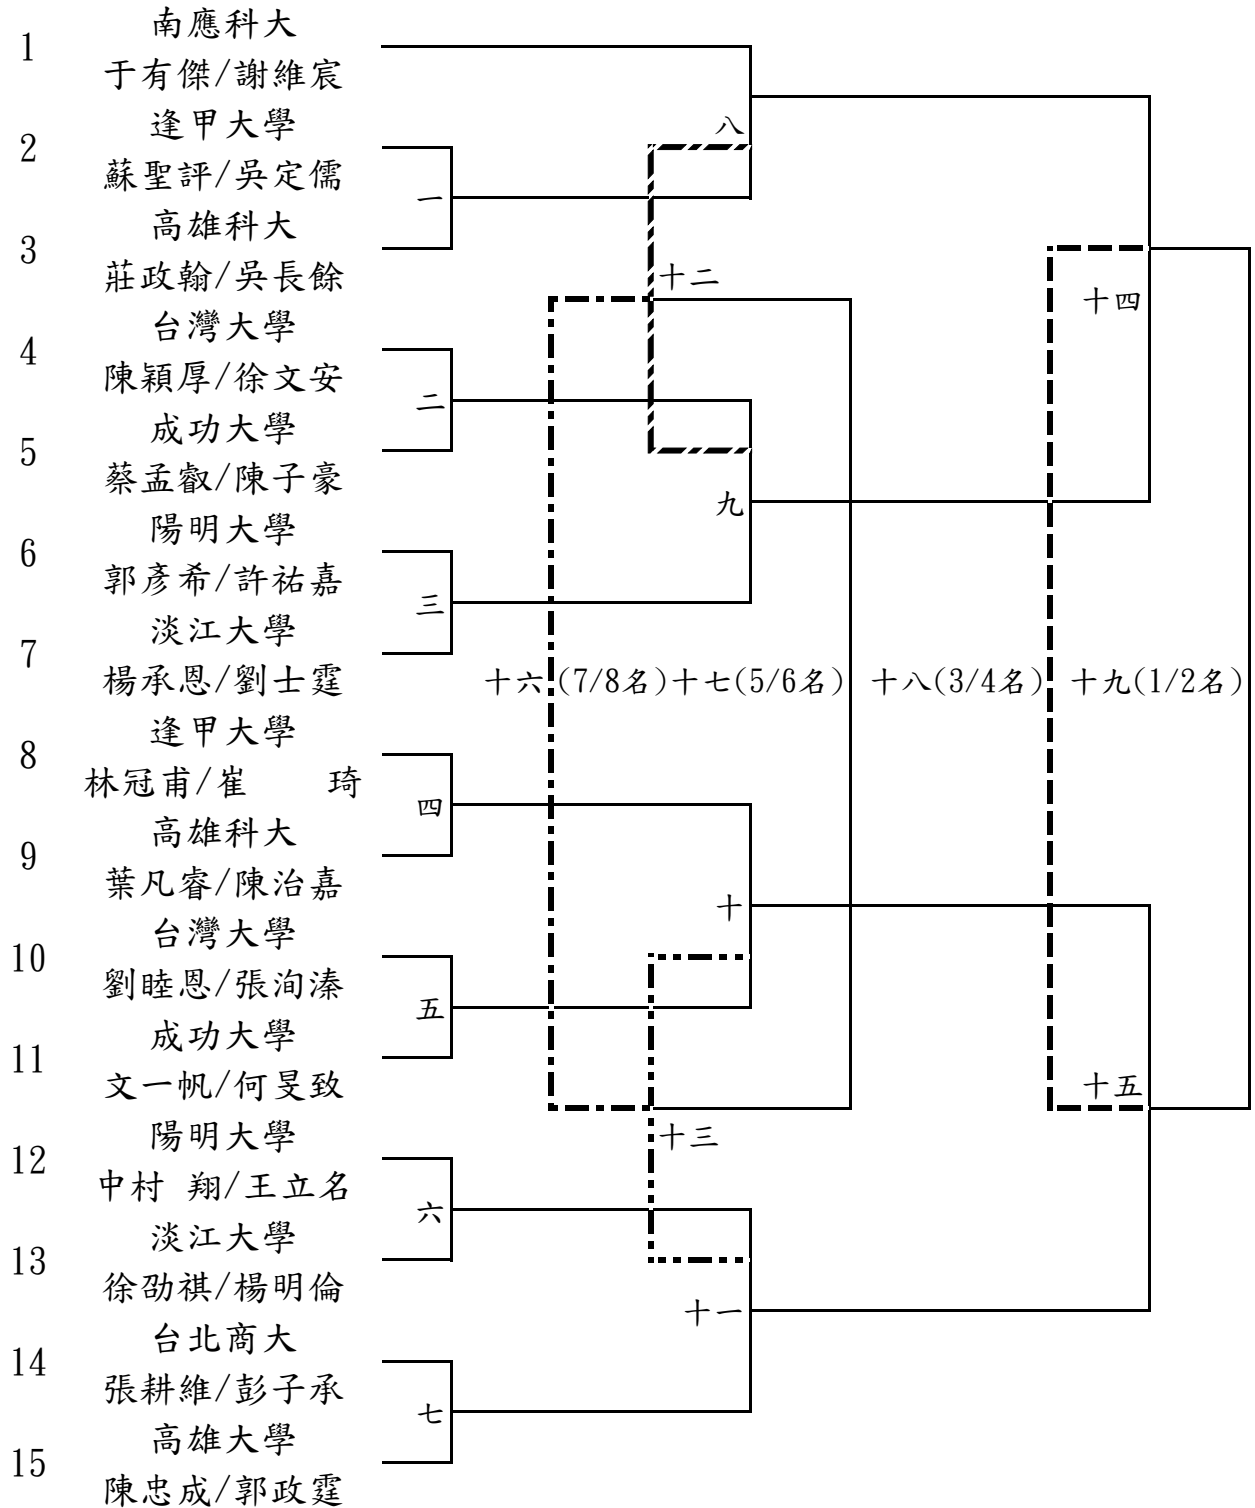 南應科大
1
于有傑/謝維宸
逢甲大學
八
2
蘇聖評/吳定儒
一
高雄科大
3
莊政翰/吳長餘
十二
台灣大學
十四
4
陳穎厚/徐文安
二
成功大學
5
蔡孟叡/陳子豪
九
陽明大學
6
郭彥希/許祐嘉
三
淡江大學
7
楊承恩/劉士霆
十六(7/8名)十七(5/6名)
十八(3/4名)
十九(1/2名)
逢甲大學
8
林冠甫/崔 琦
四
高雄科大
9
葉凡睿/陳治嘉
十
台灣大學
10
劉睦恩/張洵溱
五
成功大學
11
文一帆/何旻致
十五
陽明大學
十三
12
中村 翔/王立名
六
淡江大學
13
徐劭祺/楊明倫
十一
台北商大
14
張耕維/彭子承
七
高雄大學
15
陳忠成/郭政霆